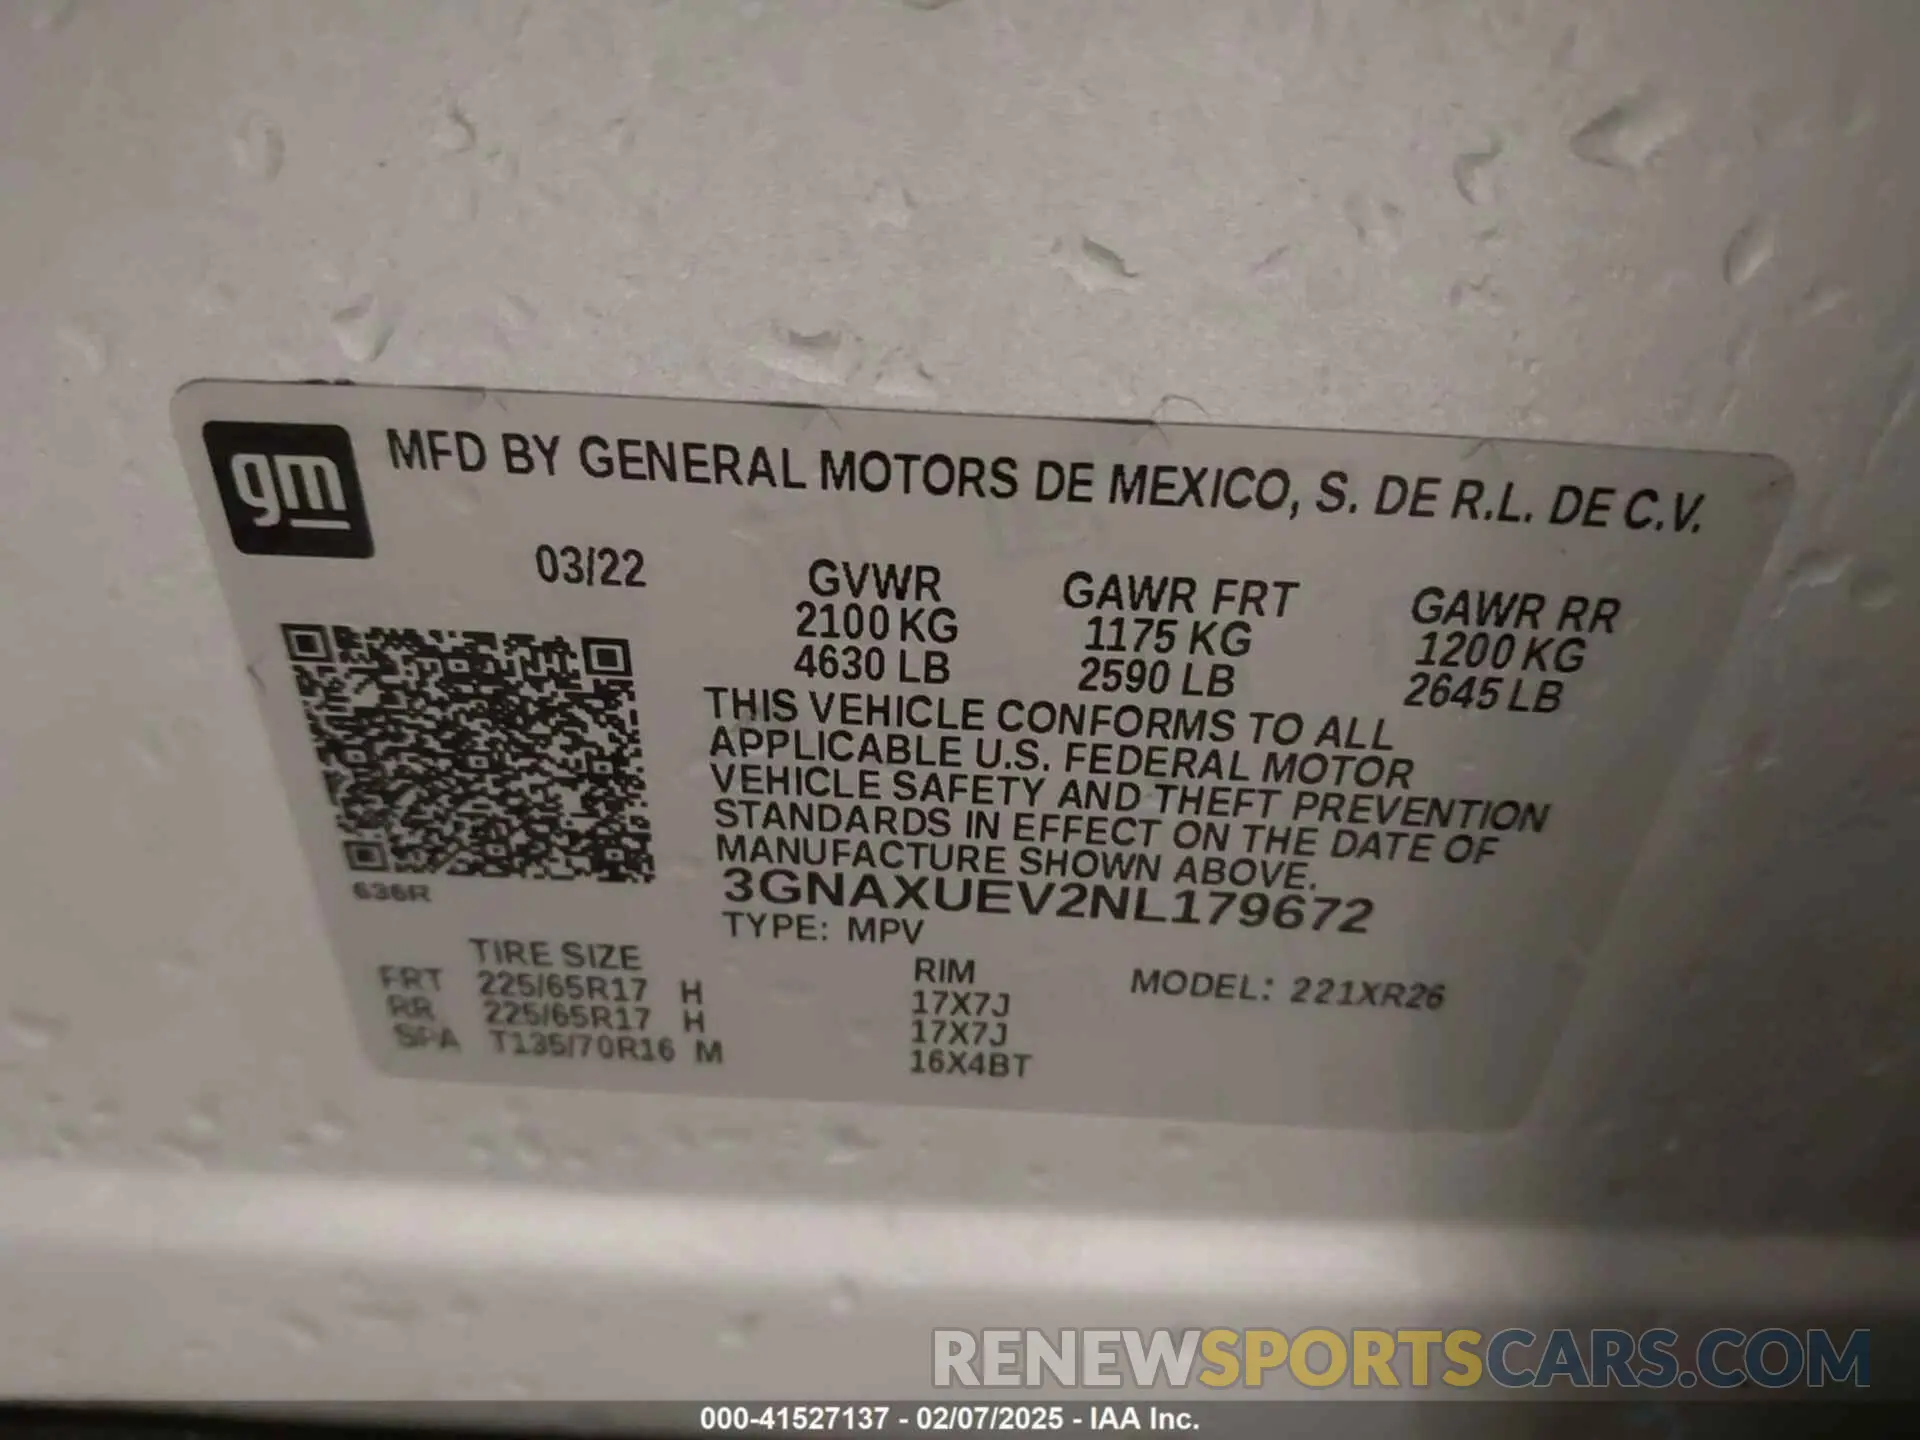 gm
MFD BY GENERAL MOTORS DE MEXICO, S. DE R.L. DE C.V.
03/22
GVWR GAWR FRT GAWR RR
2100 KG 1175 KG 1200 KG
4630 LB 2590 LB 2645 LB
THIS VEHICLE CONFORMS TO ALL
APPLICABLE U.S. FEDERAL MOTOR
VEHICLE SAFETY AND THEFT PREVENTION
STANDARDS IN EFFECT ON THE DATE OF
MANUFACTURE SHOWN ABOVE.
636R
3GNAXUEV2NL179672
TYPE: MPV
TIRE SIZE RIM MODEL: 221XR26
FRT 225/65R17 H 17X7J
RR 225/65R17 H 17X7J
SPA T135/70R16 M 16X4BT
RENEWSPORTSCARS.COM
000-41527137 - 02/07/2025 - IAA Inc.